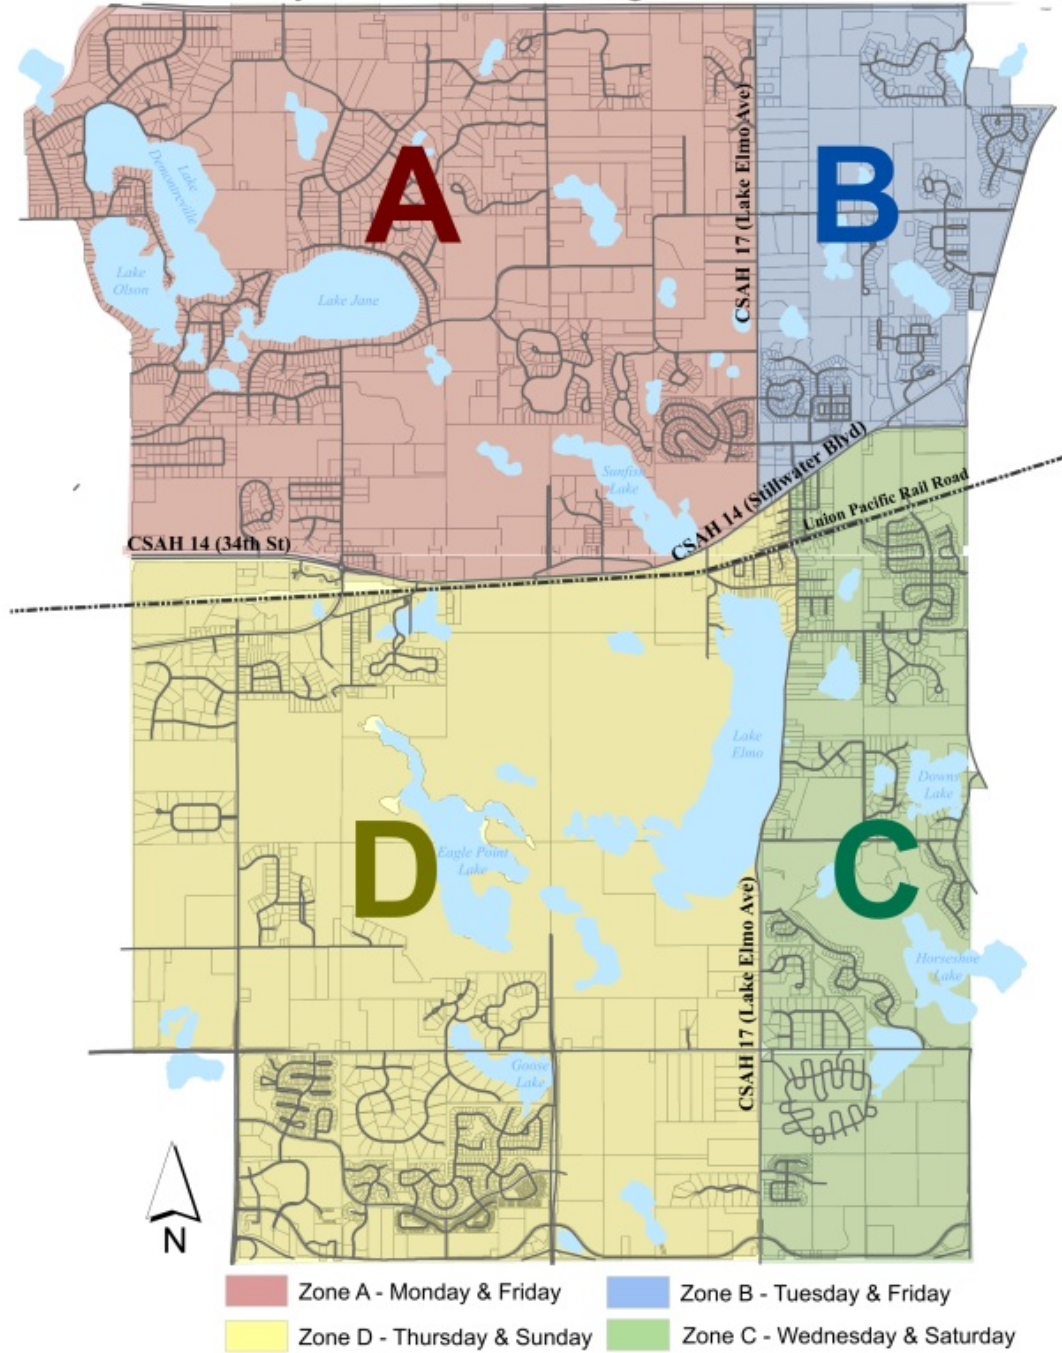 A
B
CSAH 17 (Lake Elmo Ave)
Lake
Demontreville
Lake
Olson
Lake Jane
Sunfish
Lake
CSAH 14 (Stillwater Blvd)
Union Pacific Rail Road
CSAH 14 (34th St)
Lake
Elmo
Downs
Lake
D
C
Eagle Point
Lake
CSAH 17 (Lake Elmo Ave)
Horseshoe
Lake
Goose
Lake
N
Zone A - Monday & Friday
Zone B - Tuesday & Friday
Zone D - Thursday & Sunday
Zone C - Wednesday & Saturday